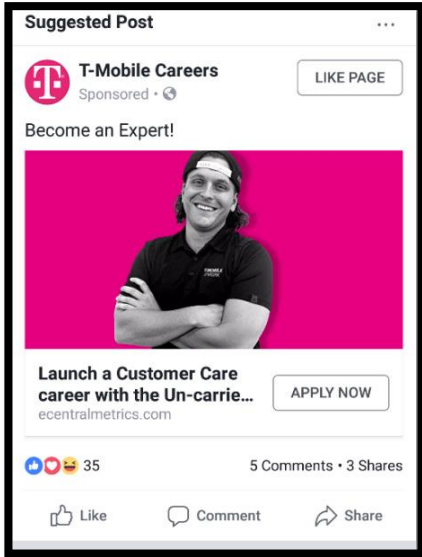 Suggested Post
...
T
T-Mobile Careers
LIKE PAGE
Sponsored ·
Become an Expert!
Launch a Customer Care
career with the Un-carrie...
APPLY NOW
ecentralmetrics.com
35
5 Comments • 3 Shares
Like
Comment
Share